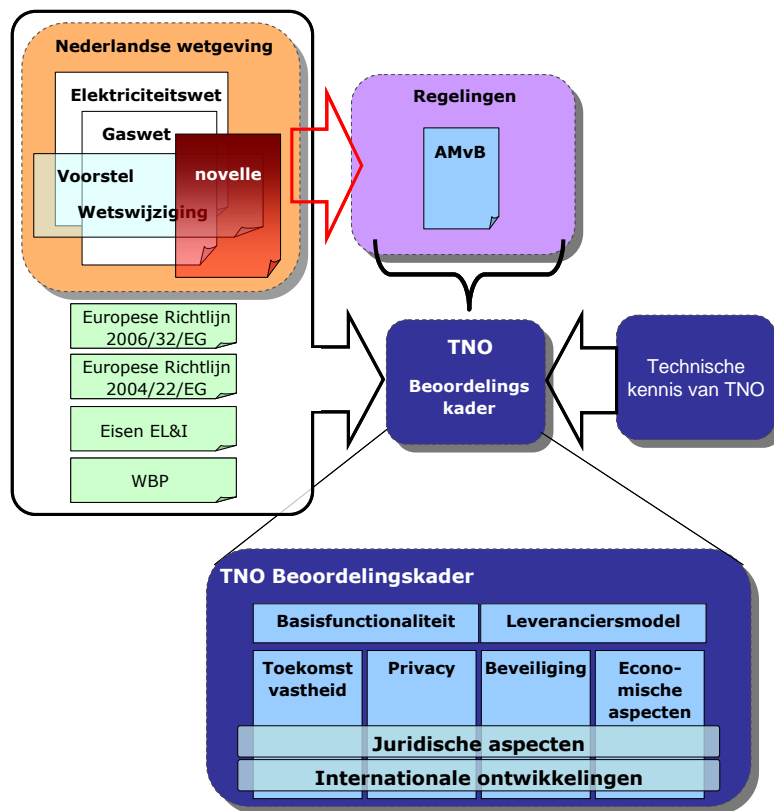 Nederlandse wetgeving
Elektriciteitswet
Gaswet
Voorstel
novelle
Wetswijziging
Europese Richtlijn
2006/32/EG
Europese Richtlijn
2004/22/EG
Eisen EL&I
WBP
Regelingen
AMvB
TNO
Beoordelings
kader
Technische
kennis van TNO
TNO Beoordelingskader
Basisfunctionaliteit
Leveranciersmodel
Toekomst
vastheid
Privacy
Beveiliging
Econo-
mische
aspecten
Juridische aspecten
Internationale ontwikkelingen